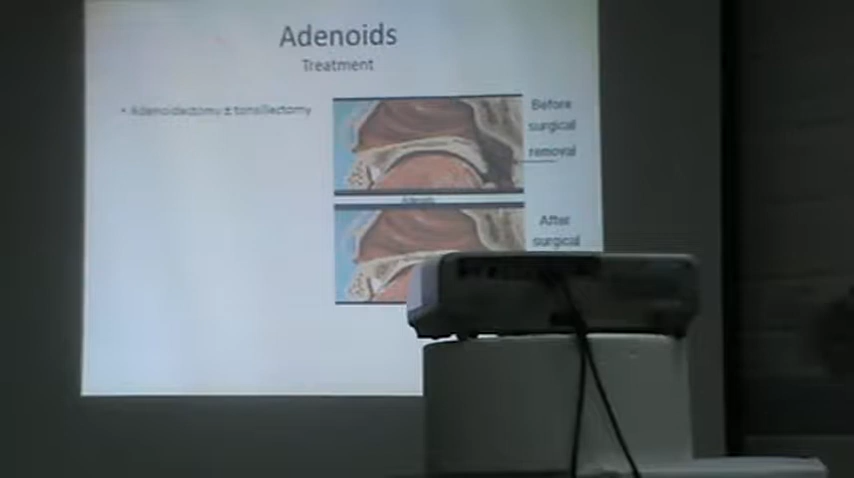 Adenoids
Treatment
• Adenoidectomy ± tonsillectomy
Before
surgical
removal
After
surgical